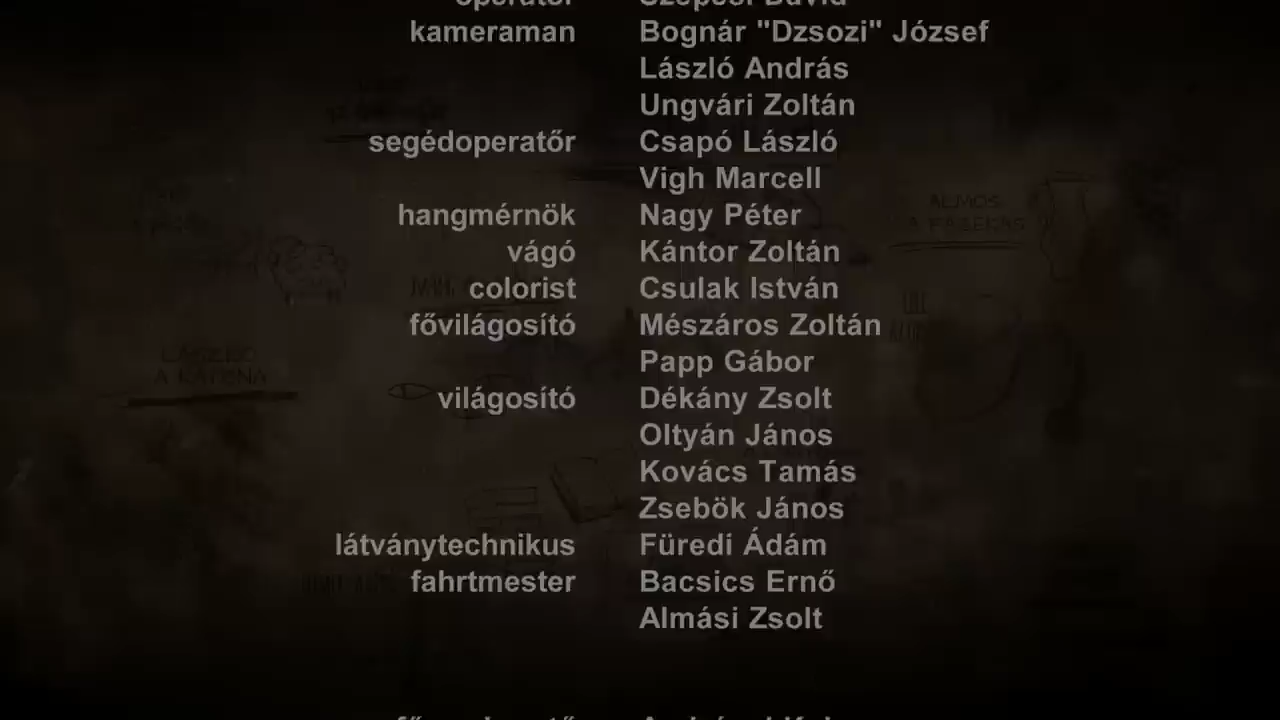 kameraman Bognár "Dzsozi" József
László András
Ungvári Zoltán
segédoperatőr Csapó László
Vigh Marcell
hangmérnök Nagy Péter
vágó Kántor Zoltán
colorist Csulak István
fővilágosító Mészáros Zoltán
Papp Gábor
világosító Dékány Zsolt
Oltyán János
Kovács Tamás
Zsebök János
látványtechnikus Füredi Ádám
fahrtmester Bacsics Ernő
Almási Zsolt